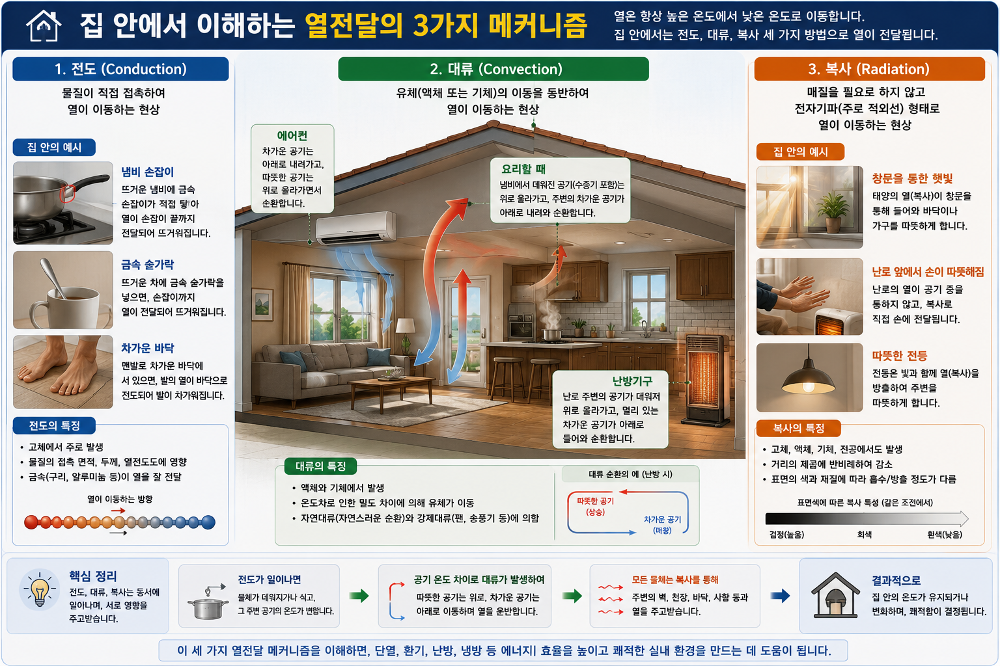 집 안에서 이해하는 열전달의 3가지 메커니즘
열은 항상 높은 온도에서 낮은 온도로 이동합니다.
집 안에서는 전도, 대류, 복사 세 가지 방법으로 열이 전달됩니다.
1. 전도 (Conduction)
물질이 직접 접촉하여
열이 이동하는 현상
집 안의 예시
냄비 손잡이
뜨거운 냄비에 금속
손잡이가 직접 닿아
열이 손잡이 끝까지
전달되어 뜨거워집니다.
금속 숟가락
뜨거운 차에 금속 숟가락을
넣으면, 손잡이까지
열이 전달되어 뜨거워집니다.
차가운 바닥
맨발로 차가운 바닥에
서 있으면, 발의 열이 바닥으로
전도되어 발이 차가워집니다.
전도의 특징
• 고체에서 주로 발생
• 물질의 접촉 면적, 두께, 열전도도에 영향
• 금속(구리, 알루미늄 등)이 열을 잘 전달
열이 이동하는 방향
2. 대류 (Convection)
유체(액체 또는 기체)의 이동을 동반하여
열이 이동하는 현상
에어컨
차가운 공기는
아래로 내려가고,
따뜻한 공기는
위로 올라가면서
순환합니다.
요리할 때
냄비에서 데워진 공기(수증기 포함)는
위로 올라가고, 주변의 차가운 공기가
아래로 내려와 순환합니다.
난방기구
난로 주변의 공기가 대워저
위로 올라가고, 멀리 있는
차가운 공기가 아래로
들어와 순환합니다.
대류의 특징
• 액체와 기체에서 발생
• 온도차로 인한 밀도 차이에 의해 유체가 이동
• 자연대류(자연스러운 순환)와 강제대류(팬, 송풍기 등)에 의함
대류 순환의 에 (난방 시)
따뜻한 공기
(상승)
차가운 공기
3. 복사 (Radiation)
매질을 필요로 하지 않고
전자기파(주로 적외선) 형태로
열이 이동하는 현상
집 안의 예시
창문을 통한 햇빛
태양의 열(복사)이 창문을
통해 들어와 바닥이나
가구를 따뜻하게 합니다.
난로 앞에서 손이 따뜻해짐
난로의 열이 공기 중을
통하지 않고, 복사로
직접 손에 전달됩니다.
따뜻한 전등
전동은 빛과 함께 열(복사)을
방출하여 주변을
따뜻하게 합니다.
복사의 특징
• 고체, 액체, 기체, 진공에서도 발생
• 거리의 제곱에 반비례하여 감소
• 표면의 색과 재질에 따라 흡수/방출 정도가 다름
표면색에 따른 복사 특성 (같은 조전에서)
검정(높음) 회색 흰색(낮음)
핵심 정리
전도, 대류, 복사는 동서에
일아나며, 서로 영향을
주고받습니다.
전도가 일이나면
물체가 데워지가나 식고,
그 주변 공기의 온도가 변합니다.
공기 온도 차이로 대류가 발생하여
따뜻한 공기는 위로, 차가운 공기는
아래로 이동하며 열을 운반합니다.
모든 물체는 복사를 통해
주변의 벽, 천장, 바닥, 사함 등과
열을 주고받습니다.
결과적으로
집 안의 온도가 유지되거나
변화하며, 쾌적함이 결정됩니다.
이 세 가지 열전달 메커니즘을 이해하면, 단열, 환기, 난방, 냉방 등 에너지| 효율을 높이고 쾌적한 실내 환경을 만드는 데 도움이 됩니다.